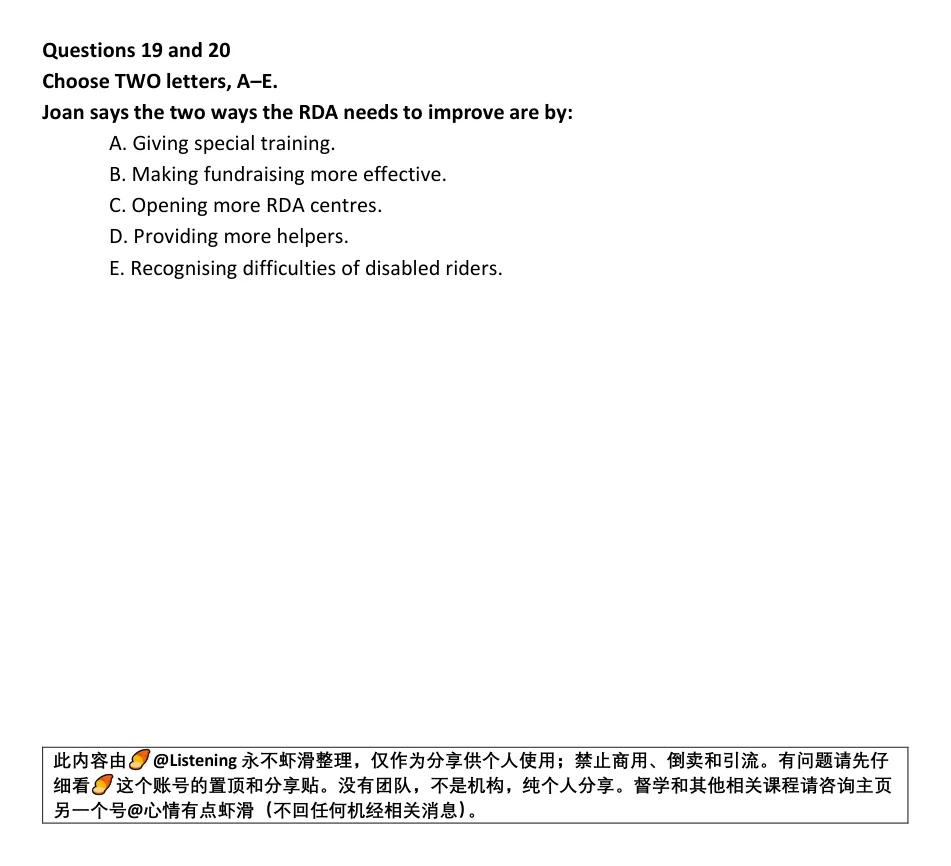 Questions 19 and 20
Choose TWO letters, A–E.
Joan says the two ways the RDA needs to improve are by:
A. Giving special training.
B. Making fundraising more effective.
C. Opening more RDA centres.
D. Providing more helpers.
E. Recognising difficulties of disabled riders.
此内容由@Listening 永不虾滑整理，仅作为分享供个人使用；禁止商用、倒卖和引流。有问题请先仔
细看这个账号的置顶和分享贴。没有团队，不是机构，纯个人分享。督学和其他相关课程请咨询主页
另一个号@心情有点虾滑（不回任何机经相关消息）。